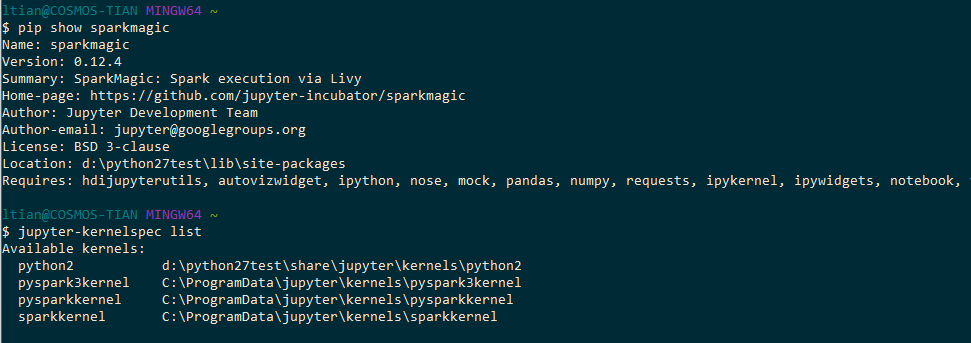 ltian@COSMOS-TIAN MINGW64 ~
$ pip show sparkmagic
Name: sparkmagic
Version: 0.12.4
Summary: SparkMagic: Spark execution via Livy
Home-page: https://github.com/jupyter-incubator/sparkmagic
Author: Jupyter Development Team
Author-email: jupyter@googlegroups.org
License: BSD 3-clause
Location: d:\python27test\lib\site-packages
Requires: hdijupyterutils, autovizwidget, ipython, nose, mock, pandas, numpy, requests, ipykernel, ipywidgets, notebook,
ltian@COSMOS-TIAN MINGW64 ~
$ jupyter-kernelspec list
Available kernels:
python2 d:\python27test\share\jupyter\kernels\python2
pyspark3kernel C:\ProgramData\jupyter\kernels\pyspark3kernel
pysparkkernel C:\ProgramData\jupyter\kernels\pysparkkernel
sparkkernel C:\ProgramData\jupyter\kernels\sparkkernel